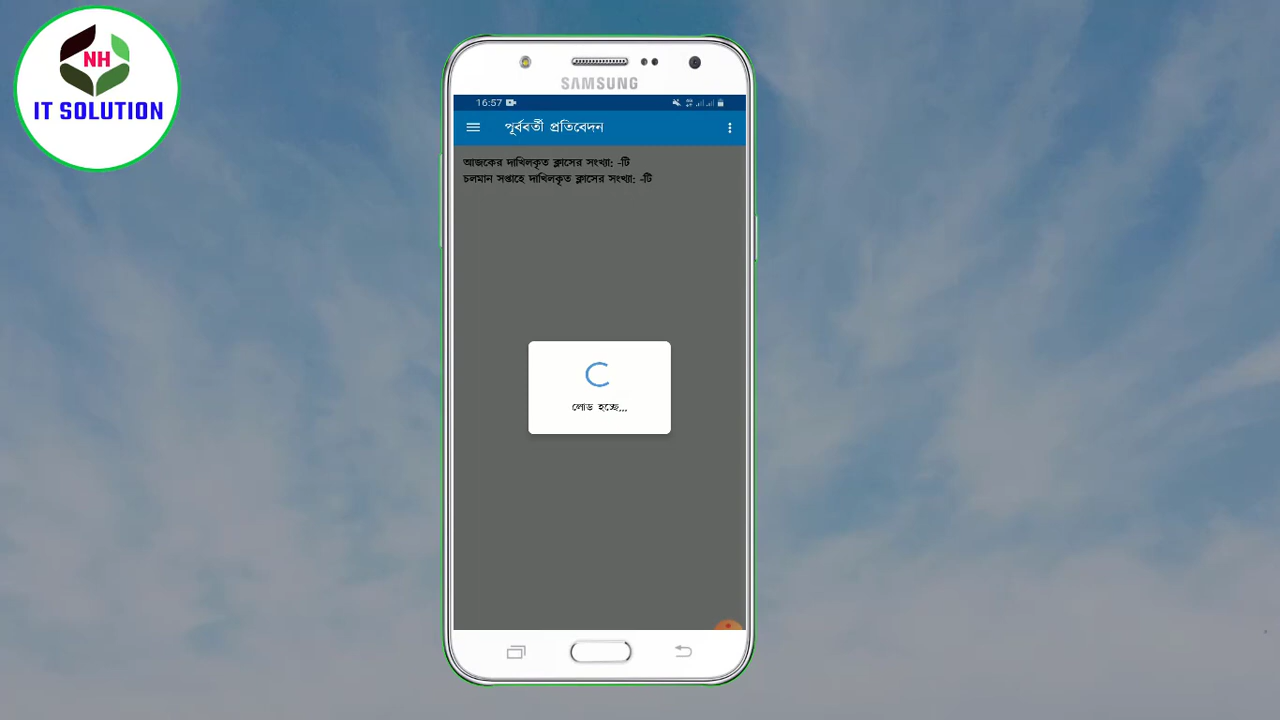 NH
IT SOLUTION
SAMSUNG
16:57
পূর্ববর্তী প্রতিবেদন
আজকের দাখিলকৃত ক্লাসের সংখ্যা: -টি
চলমান সপ্তাহে দাখিলকৃত ক্লাসের সংখ্যা: -টি
লোড হচ্ছে...